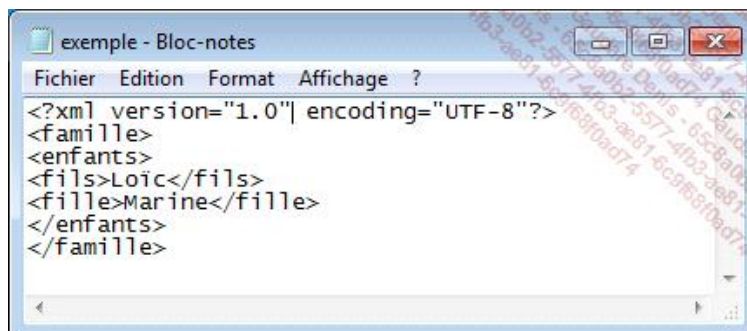 exemple - Bloc-notes
Fichier Edition Format Affichage ?
<?xml version="1.0" encoding="UTF-8"?>
<famille>
<enfants>
<fils>Loïc</fils>
<fille>Marine</fille>
</enfants>
</famille>